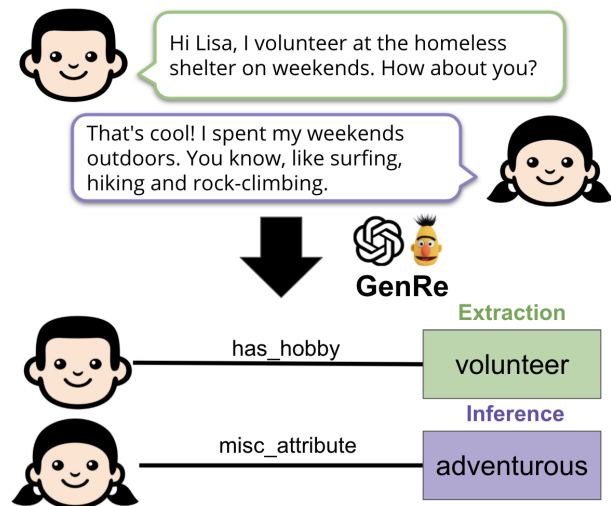 Hi Lisa, I volunteer at the homeless
shelter on weekends. How about you?
That's cool! I spent my weekends
outdoors. You know, like surfing,
hiking and rock-climbing.
GenRe
Extraction
has_hobby
volunteer
Inference
misc_attribute
adventurous